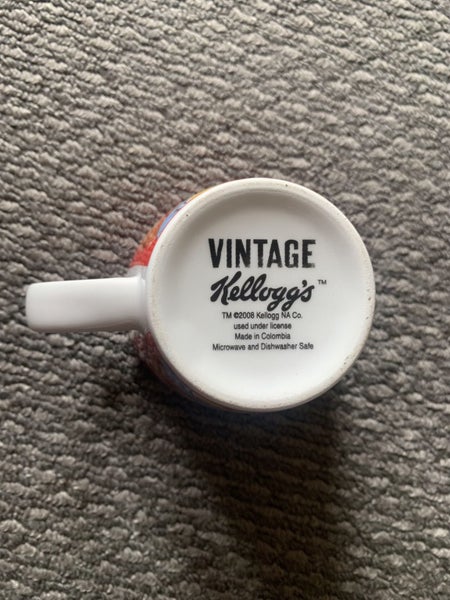 VINTAGE
Kellogg's™
TM ©2008 Kellogg NA Co.
used under license
Made in Colombia
Microwave and Dishwasher Safe